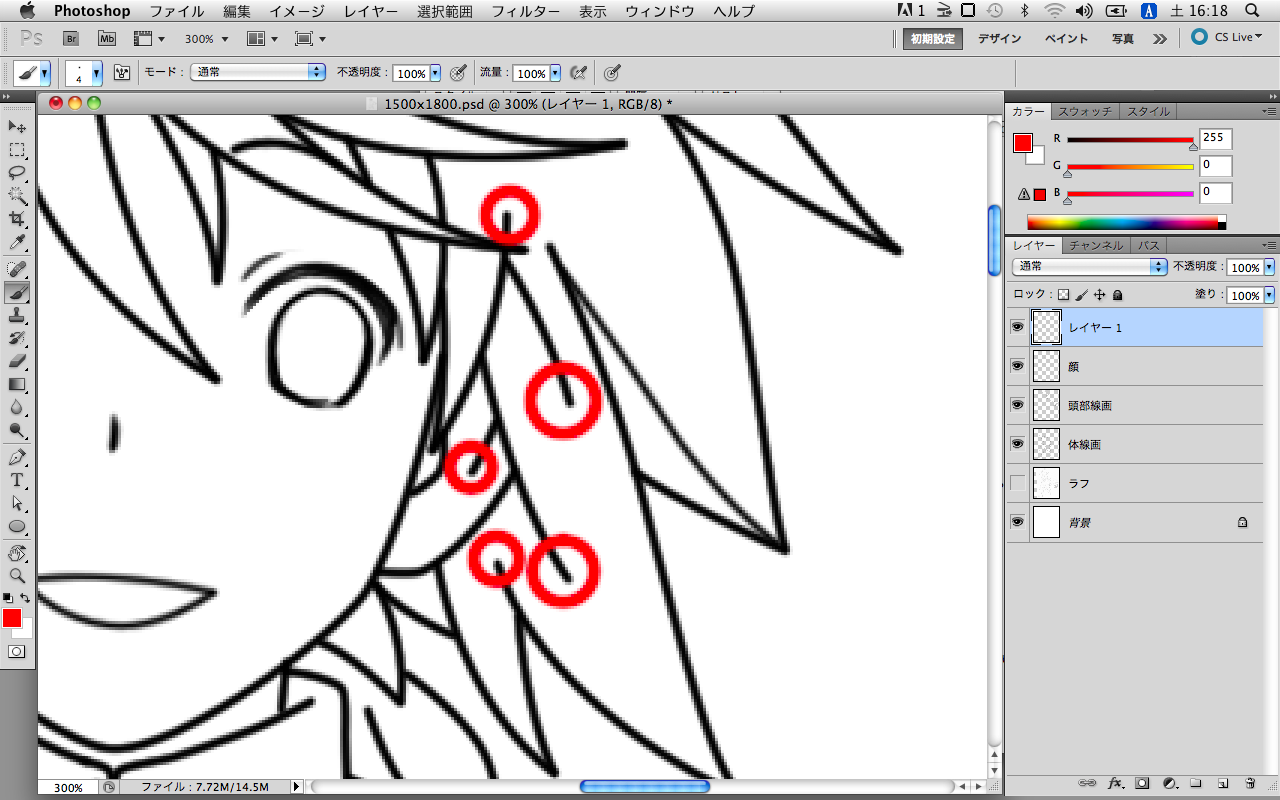 Photoshop ファイル 編集 イメージ レイヤー 選択範囲 フィルター 表示 ウィンドウ ヘルプ 1 A 土 16:18
Ps Br Mb 300% 初期設定 デザイン ペイント 写真 CS Live
4 モード： 通常 不透明度： 100% 流量： 100%
1500x1800.psd @ 300% (レイヤー 1, RGB/8) *
カラー スウォッチ スタイル
R 255
G 0
B 0
レイヤー チャンネル パス
通常 不透明度： 100%
ロック： 塗り： 100%
レイヤー 1
顔
頭部線画
体線画
ラフ
背景
300% ファイル：7.72M/14.5M